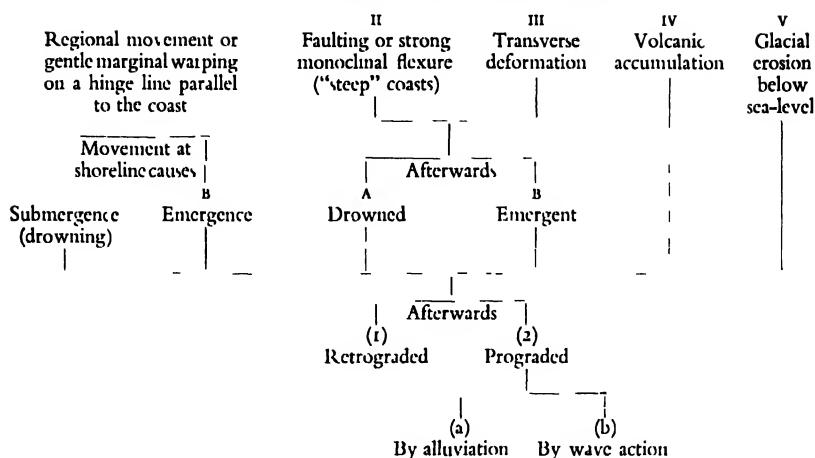 Regional movement or
gentle marginal warping
on a hinge line parallel
to the coast
II
Faulting or strong
monoclinal flexure
("steep" coasts)
III
Transverse
deformation
IV
Volcanic
accumulation
V
Glacial
erosion
below
sea-level
Movement at
shoreline causes
Afterwards
Submergence
(drowning)
B
Emergence
A
Drowned
B
Emergent
Afterwards
(1)
Retrograded
(2)
Prograded
(a)
By alluviation
(b)
By wave action